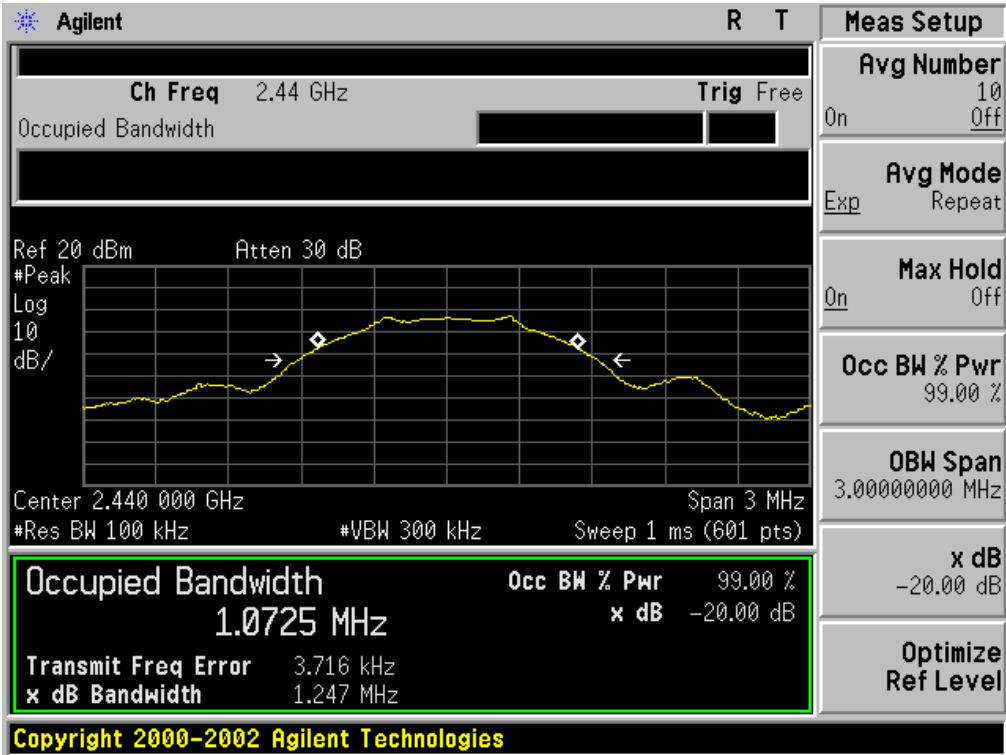 Agilent R T
Ch Freq 2.44 GHz Trig Free
Occupied Bandwidth
Ref 20 dBm Atten 30 dB
#Peak
Log
10
dB/
Center 2.440 000 GHz Span 3 MHz
#Res BW 100 kHz #VBW 300 kHz Sweep 1 ms (601 pts)
Occupied Bandwidth Occ BW % Pwr 99.00 %
1.0725 MHz x dB -20.00 dB
Transmit Freq Error 3.716 kHz
x dB Bandwidth 1.247 MHz
Copyright 2000-2002 Agilent Technologies
Meas Setup
Avg Number
10
On Off
Avg Mode
Exp Repeat
Max Hold
On Off
Occ BW % Pwr
99.00 %
OBW Span
3.00000000 MHz
x dB
-20.00 dB
Optimize
Ref Level